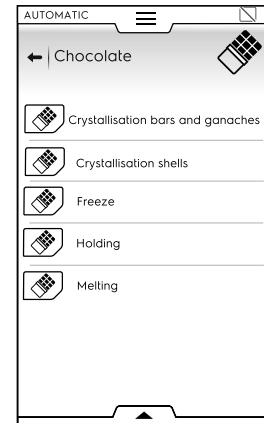 AUTOMATIC
Chocolate
Crystallisation bars and ganaches
Crystallisation shells
Freeze
Holding
Melting